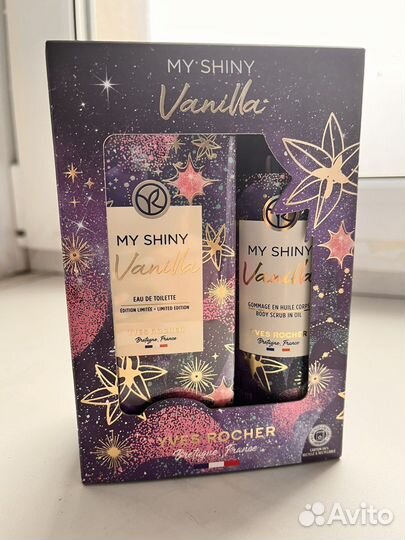 MY SHINY
Vanilla
YR
MY SHINY
Vanilla
EAU DE TOILETTE
ÉDITION LIMITÉE • LIMITED EDITION
YVES ROCHER
Bretagne, France
MY SHINY
Vanilla
GOMMAGE EN HUILE CORPS
BODY SCRUB IN OIL
YVES ROCHER
Bretagne, France
YVES ROCHER
Bretagne, France
Avito